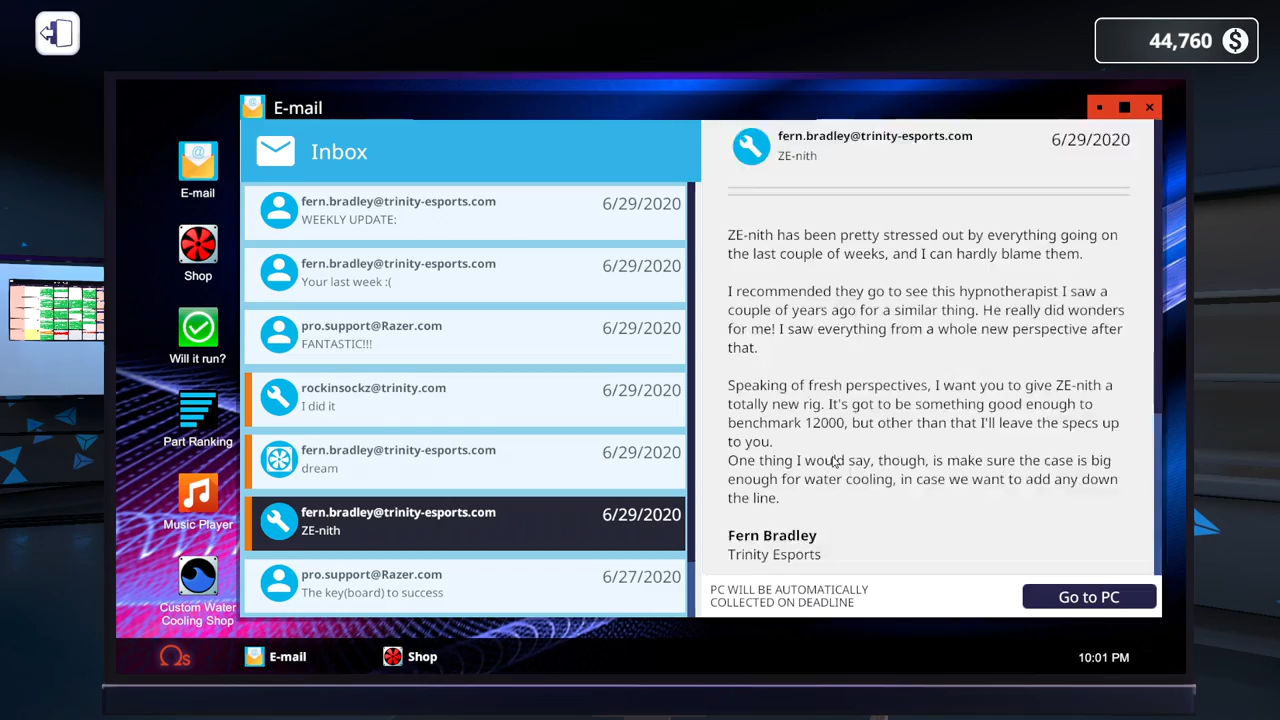 44,760 $
E-mail
Inbox
fern.bradley@trinity-esports.com
6/29/2020
WEEKLY UPDATE:
fern.bradley@trinity-esports.com
6/29/2020
Your last week :(
pro.support@Razer.com
6/29/2020
FANTASTIC!!!
rockinsockz@trinity.com
6/29/2020
I did it
fern.bradley@trinity-esports.com
6/29/2020
dream
fern.bradley@trinity-esports.com
6/29/2020
ZE-nith
pro.support@Razer.com
6/27/2020
The key(board) to success
fern.bradley@trinity-esports.com
6/29/2020
ZE-nith
ZE-nith has been pretty stressed out by everything going on
the last couple of weeks, and I can hardly blame them.
I recommended they go to see this hypnotherapist I saw a
couple of years ago for a similar thing. He really did wonders
for me! I saw everything from a whole new perspective after
that.
Speaking of fresh perspectives, I want you to give ZE-nith a
totally new rig. It's got to be something good enough to
benchmark 12000, but other than that I'll leave the specs up
to you.
One thing I would say, though, is make sure the case is big
enough for water cooling, in case we want to add any down
the line.
Fern Bradley
Trinity Esports
PC WILL BE AUTOMATICALLY
COLLECTED ON DEADLINE
Go to PC
E-mail
Shop
Will it run?
Part Ranking
Music Player
Custom Water
Cooling Shop
Ωs
E-mail
Shop
10:01 PM